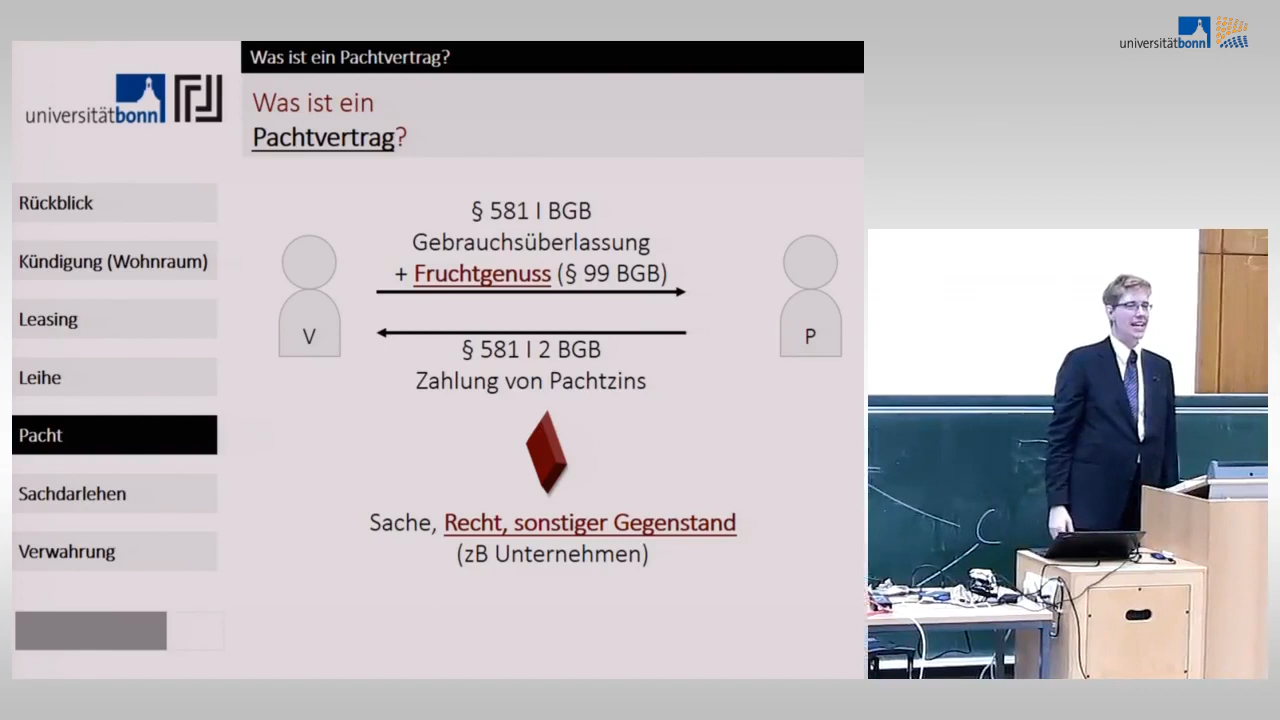 universitätbonn
Was ist ein Pachtvertrag?
universitätbonn
Was ist ein
Pachtvertrag?
Rückblick
Kündigung (Wohnraum)
Leasing
Leihe
Pacht
Sachdarlehen
Verwahrung
§ 581 I BGB
Gebrauchsüberlassung
+ Fruchtgenuss (§ 99 BGB)
V
P
§ 581 I 2 BGB
Zahlung von Pachtzins
Sache, Recht, sonstiger Gegenstand
(zB Unternehmen)